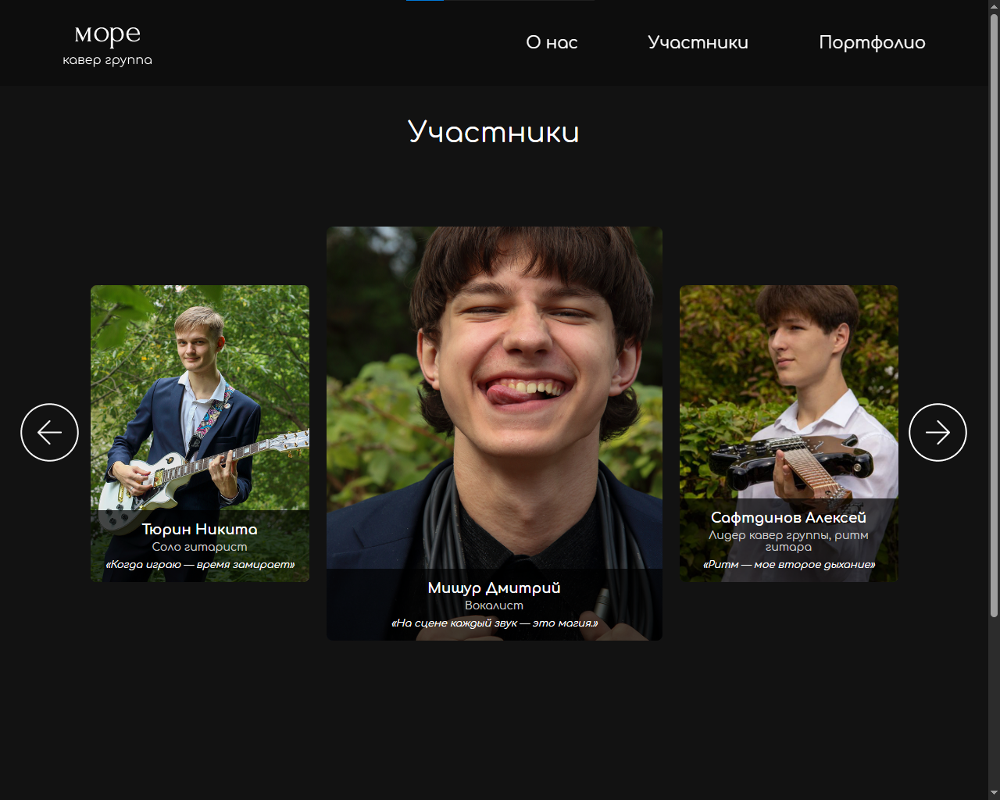 море
кавер группа
О нас
Участники
Портфолио
Участники
Тюрин Никита
Соло гитарист
«Когда играю — время замирает»
Мишур Дмитрий
Вокалист
«На сцене каждый звук — это магия.»
Сафтдинов Алексей
Лидер кавер группы, ритм
гитара
«Ритм — мое второе дыхание»